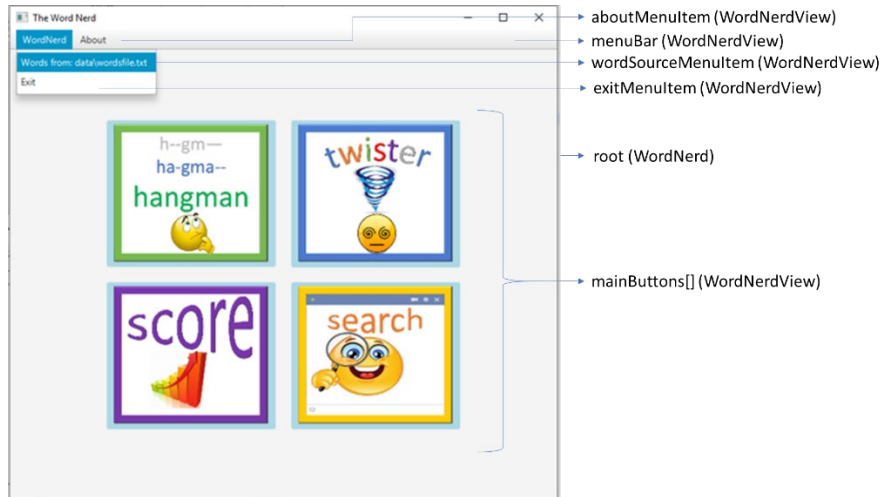 The Word Nerd
WordNerd About
Words from: data\wordsfile.txt
Exit
h--gm—
ha-gma--
hangman
twister
score
search
aboutMenuItem (WordNerdView)
menuBar (WordNerdView)
wordSourceMenuItem (WordNerdView)
exitMenuItem (WordNerdView)
root (WordNerd)
mainButtons[] (WordNerdView)